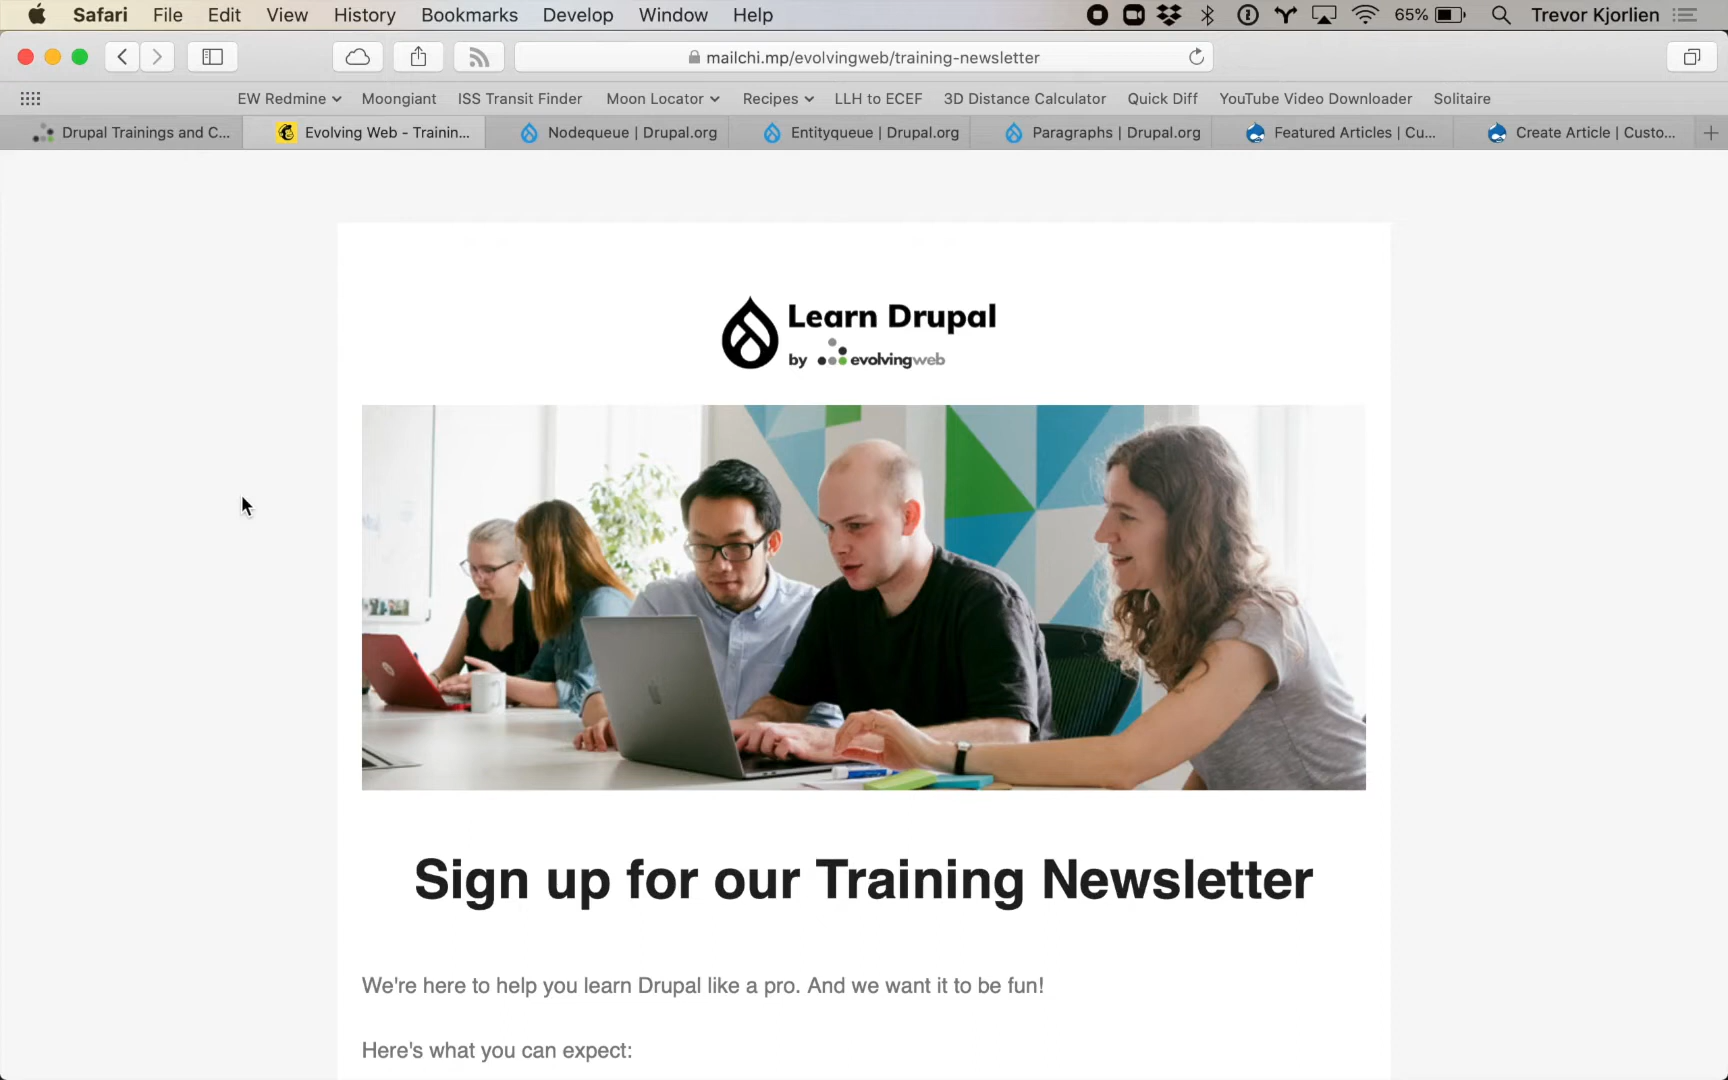 Safari File Edit View History Bookmarks Develop Window Help 65% Trevor Kjorlien
mailchi.mp/evolvingweb/training-newsletter
EW Redmine Moongiant ISS Transit Finder Moon Locator Recipes LLH to ECEF 3D Distance Calculator Quick Diff YouTube Video Downloader Solitaire
Drupal Trainings and C... Evolving Web - Trainin... Nodequeue | Drupal.org Entityqueue | Drupal.org Paragraphs | Drupal.org Featured Articles | Cu... Create Article | Custo...
Learn Drupal
by evolvingweb
Sign up for our Training Newsletter
We're here to help you learn Drupal like a pro. And we want it to be fun!
Here's what you can expect: